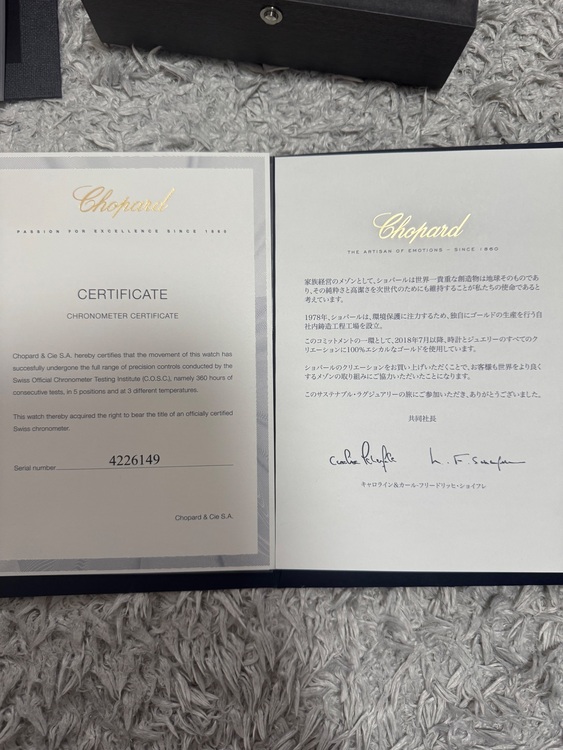 Chopard
PASSION FOR EXCELLENCE SINCE 1860
CERTIFICATE
CHRONOMETER CERTIFICATE
Chopard & Cie S.A. hereby certifies that the movement of this watch has
successfully undergone the full range of precision controls conducted by the
Swiss Official Chronometer Testing Institute (C.O.S.C.), namely 360 hours of
consecutive tests, in 5 positions and at 3 different temperatures.
This watch thereby acquired the right to bear the title of an officially certified
Swiss chronometer.
Serial number 4226149
Chopard & Cie S.A.
Chopard
THE ARTISAN OF EMOTIONS – SINCE 1860
家族経営のメゾンとして、ショパールは世界一貴重な創造物は地球そのものであ
り、その純粋さと高潔さを次世代のためにも維持することが私たちの使命であると
考えています。
1978年、ショパールは、環境保護に注力するため、独自にゴールドの生産を行う自
社内鋳造工程工場を設立。
このコミットメントの一環として、2018年7月以降、時計とジュエリーのすべてのク
リエーションに100%エシカルなゴールドを使用しています。
ショパールのクリエーションをお買い上げいただくことで、お客様も世界をより良く
するメゾンの取り組みにご協力いただいたことになります。
このサステナブル・ラグジュアリーの旅にご参加いただき、ありがとうございました。
共同社長
キャロライン＆カール-フリードリッヒ・ショイフレ